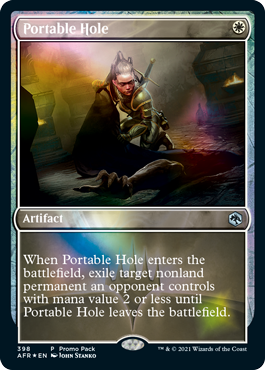 Portable Hole
Artifact
When Portable Hole enters the
battlefield, exile target nonland
permanent an opponent controls
with mana value 2 or less until
Portable Hole leaves the battlefield.
398 P Promo Pack
AFR EN John Stanko
™ & © 2021 Wizards of the Coast